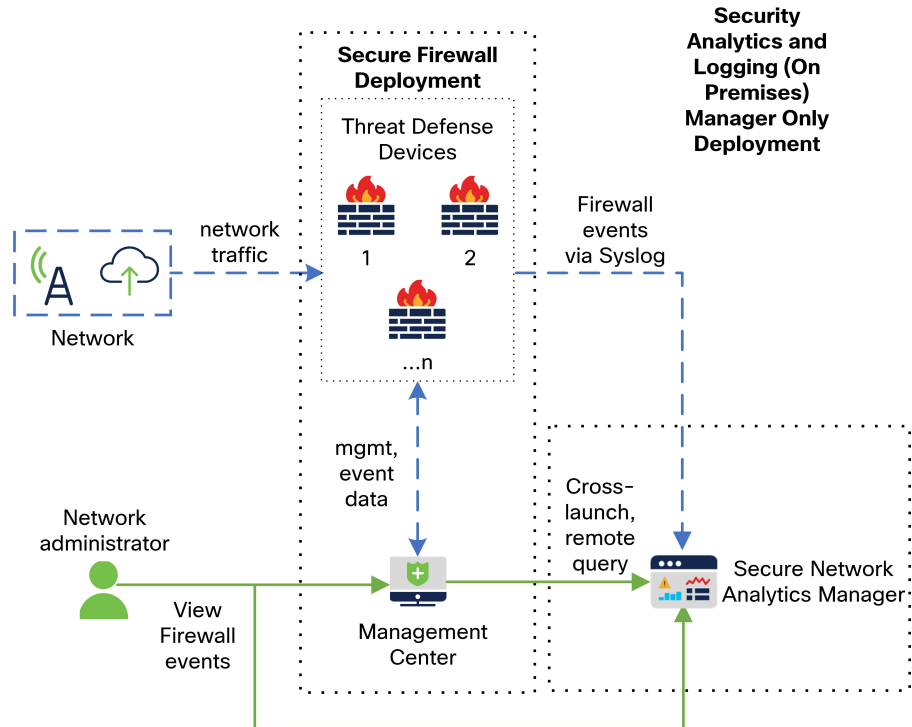 Security
Analytics and
Logging (On
Premises)
Manager Only
Deployment
Secure Firewall
Deployment
Threat Defense
Devices
1
2
...n
network
traffic
Network
Firewall
events
via Syslog
mgmt,
event
data
Network
administrator
View
Firewall
events
Management
Center
Cross-
launch,
remote
query
Secure Network
Analytics Manager